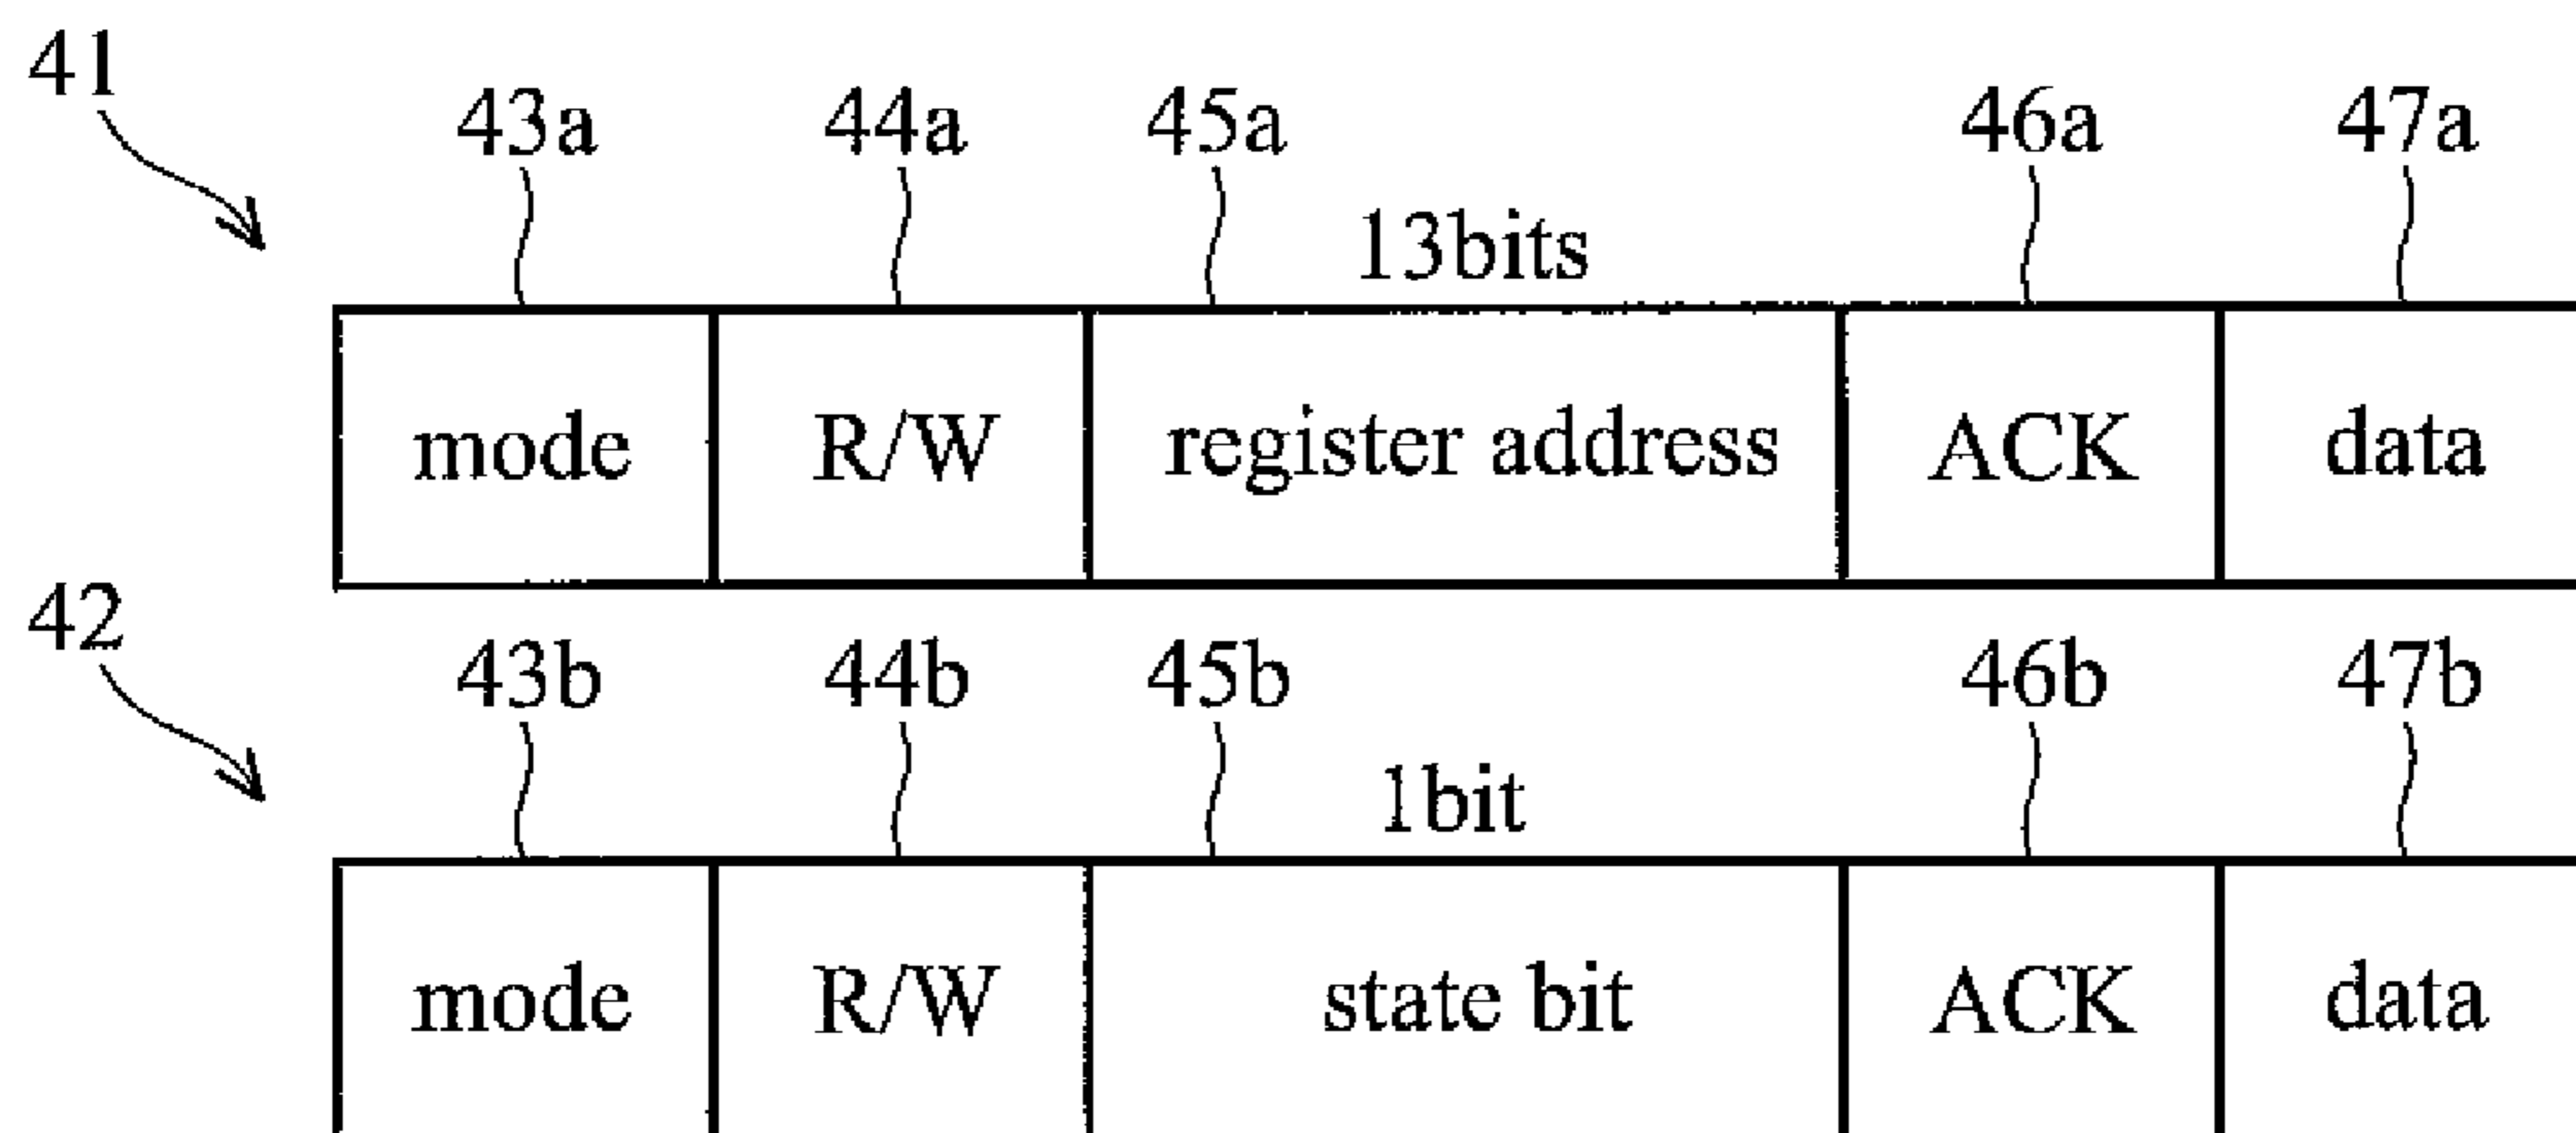 41
43a 44a 45a 46a 47a
13bits
mode R/W register address ACK data
42
43b 44b 45b 46b 47b
1bit
mode R/W state bit ACK data